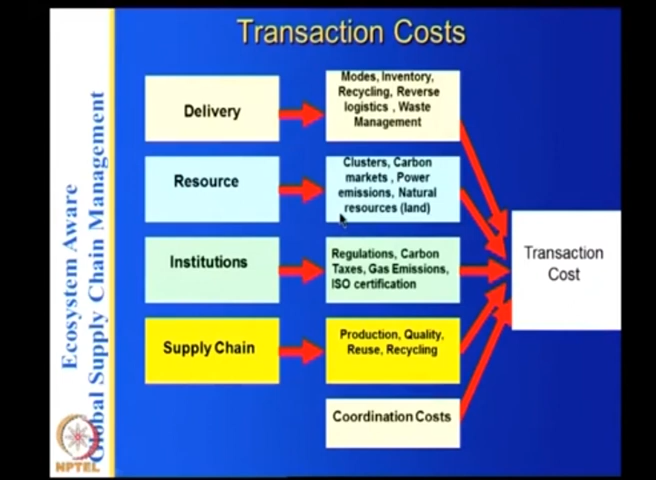 Transaction Costs
Ecosystem Aware
Global Supply Chain Management
Delivery
Modes, Inventory,
Recycling, Reverse
logistics , Waste
Management
Resource
Clusters, Carbon
markets , Power
emissions, Natural
resources (land)
Institutions
Regulations, Carbon
Taxes, Gas Emissions,
ISO certification
Supply Chain
Production, Quality,
Reuse, Recycling
Coordination Costs
Transaction
Cost
NPTEL